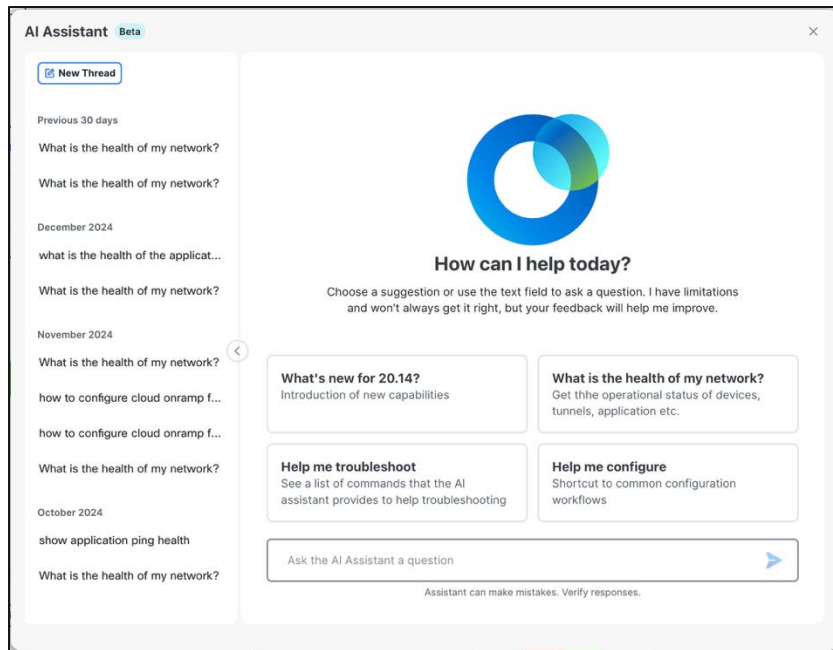 AI Assistant Beta
New Thread
Previous 30 days
What is the health of my network?
What is the health of my network?
December 2024
what is the health of the applicat...
What is the health of my network?
November 2024
What is the health of my network?
how to configure cloud onramp f...
how to configure cloud onramp f...
What is the health of my network?
October 2024
show application ping health
What is the health of my network?
How can I help today?
Choose a suggestion or use the text field to ask a question. I have limitations
and won't always get it right, but your feedback will help me improve.
What's new for 20.14?
Introduction of new capabilities
What is the health of my network?
Get thhe operational status of devices,
tunnels, application etc.
Help me troubleshoot
See a list of commands that the AI
assistant provides to help troubleshooting
Help me configure
Shortcut to common configuration
workflows
Ask the AI Assistant a question
Assistant can make mistakes. Verify responses.